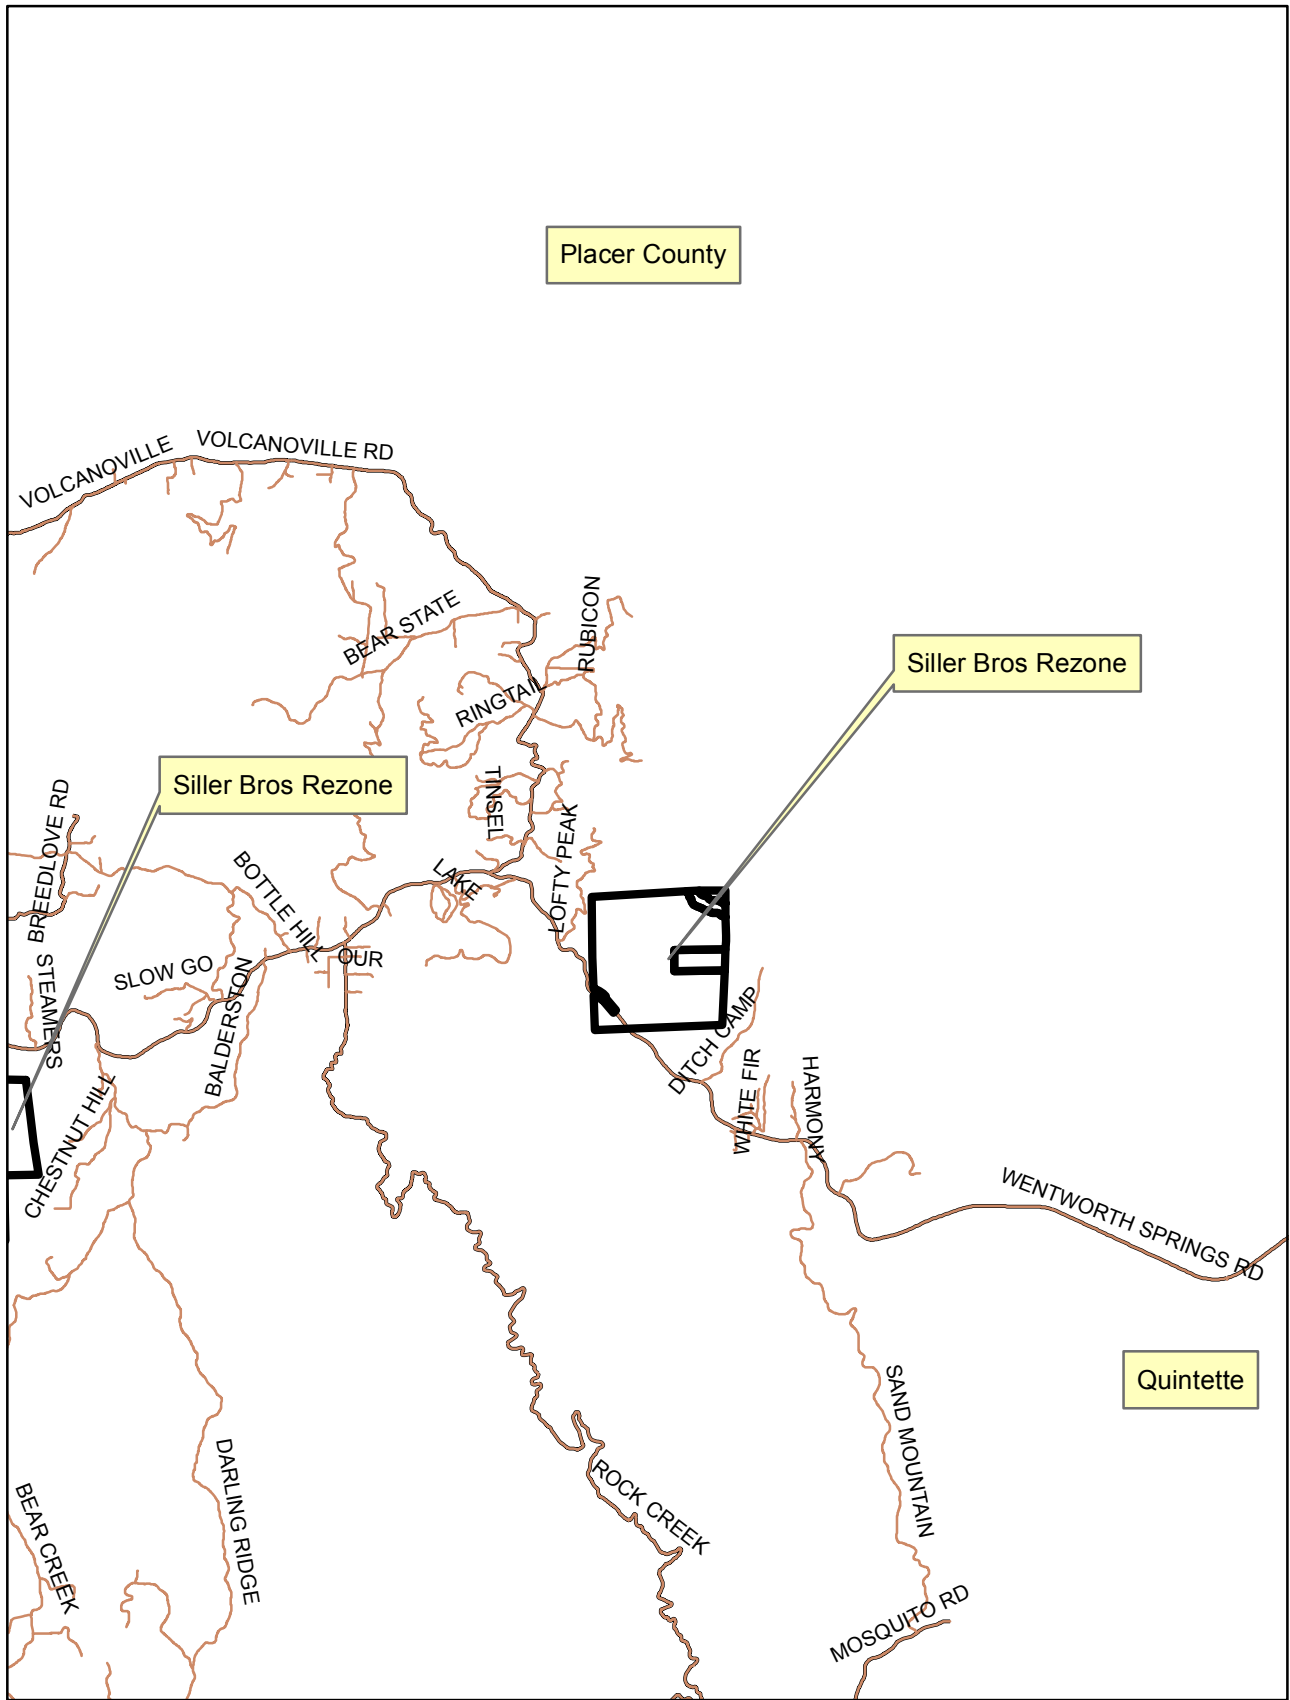 Placer County
VOLCANOVILLE
VOLCANOVILLE RD
RUBICON
BEAR STATE
Siller Bros Rezone
RINGTAIL
Siller Bros Rezone
TINSEL
BREEDLOVE RD
LOFTY PEAK
BOTTLE HILL
LAKE
OUR
SLOW GO
STEAMERS
BALDERSTON
DITCH CAMP
CHESTNUT HILL
WHITE FIR
HARMONY
WENTWORTH SPRINGS RD
Quintette
SAND MOUNTAIN
DARLING RIDGE
ROCK CREEK
BEAR CREEK
MOSQUITO RD